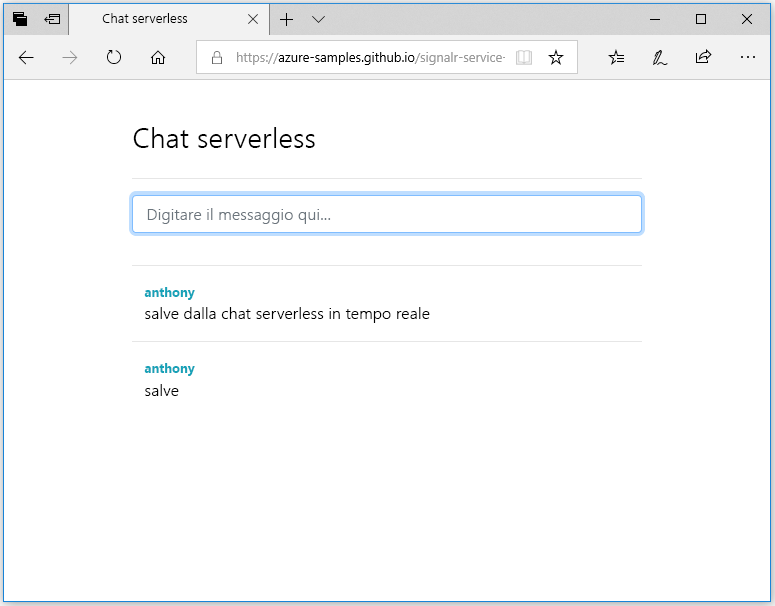 Chat serverless
https://azure-samples.github.io/signalr-service-
Chat serverless
Digitare il messaggio qui...
anthony
salve dalla chat serverless in tempo reale
anthony
salve